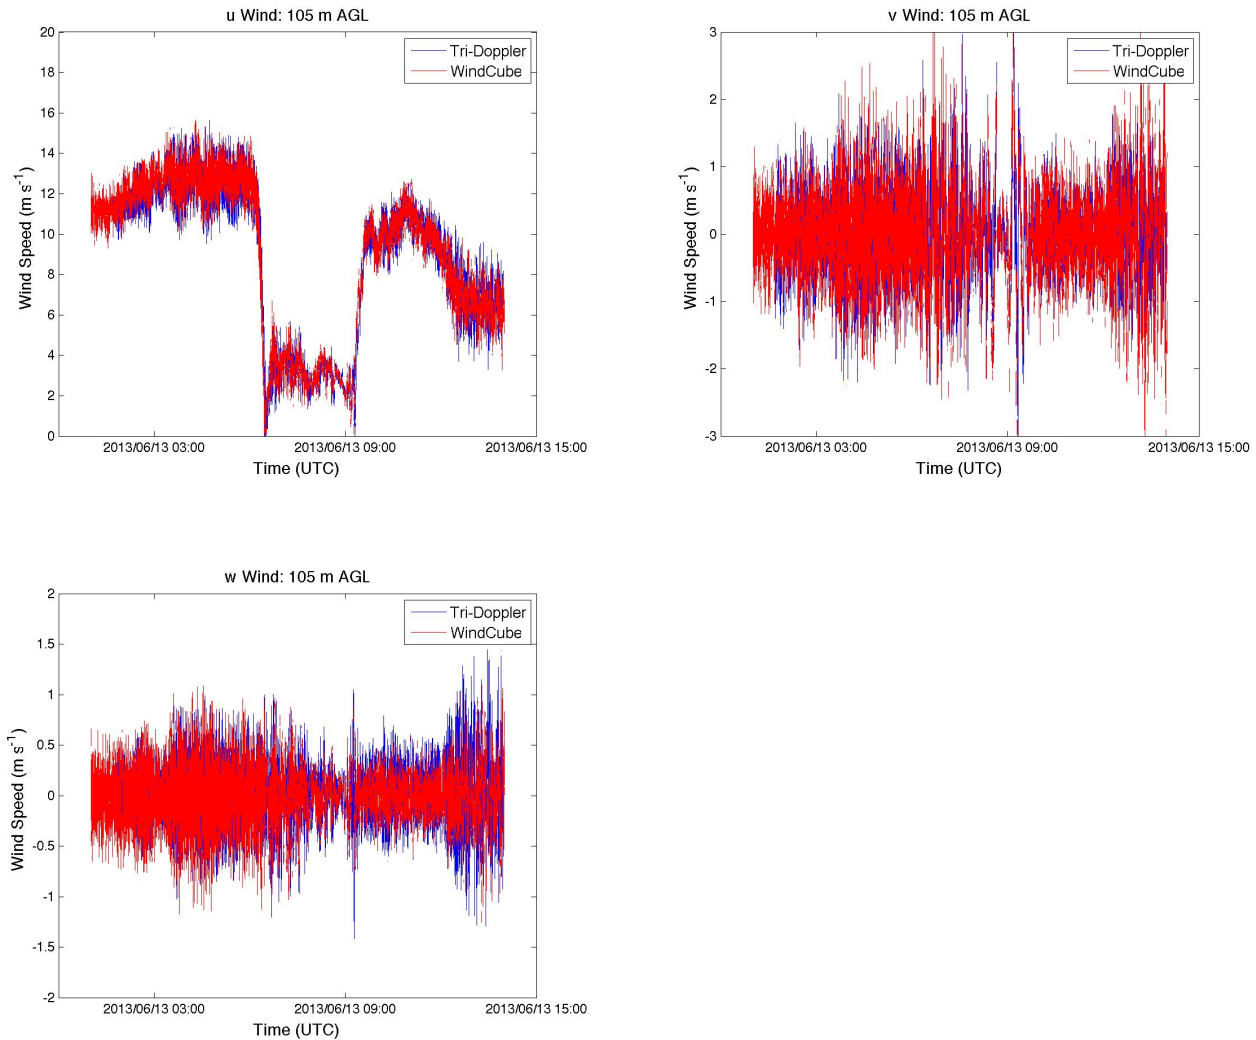 u Wind: 105 m AGL
Wind Speed (m s⁻¹)
20
18
16
14
12
10
8
6
4
2
0
Tri-Doppler
WindCube
2013/06/13 03:00
2013/06/13 09:00
2013/06/13 15:00
Time (UTC)
v Wind: 105 m AGL
Wind Speed (m s⁻¹)
3
2
1
0
-1
-2
-3
Tri-Doppler
WindCube
2013/06/13 03:00
2013/06/13 09:00
2013/06/13 15:00
Time (UTC)
w Wind: 105 m AGL
Wind Speed (m s⁻¹)
2
1.5
1
0.5
0
-0.5
-1
-1.5
-2
Tri-Doppler
WindCube
2013/06/13 03:00
2013/06/13 09:00
2013/06/13 15:00
Time (UTC)